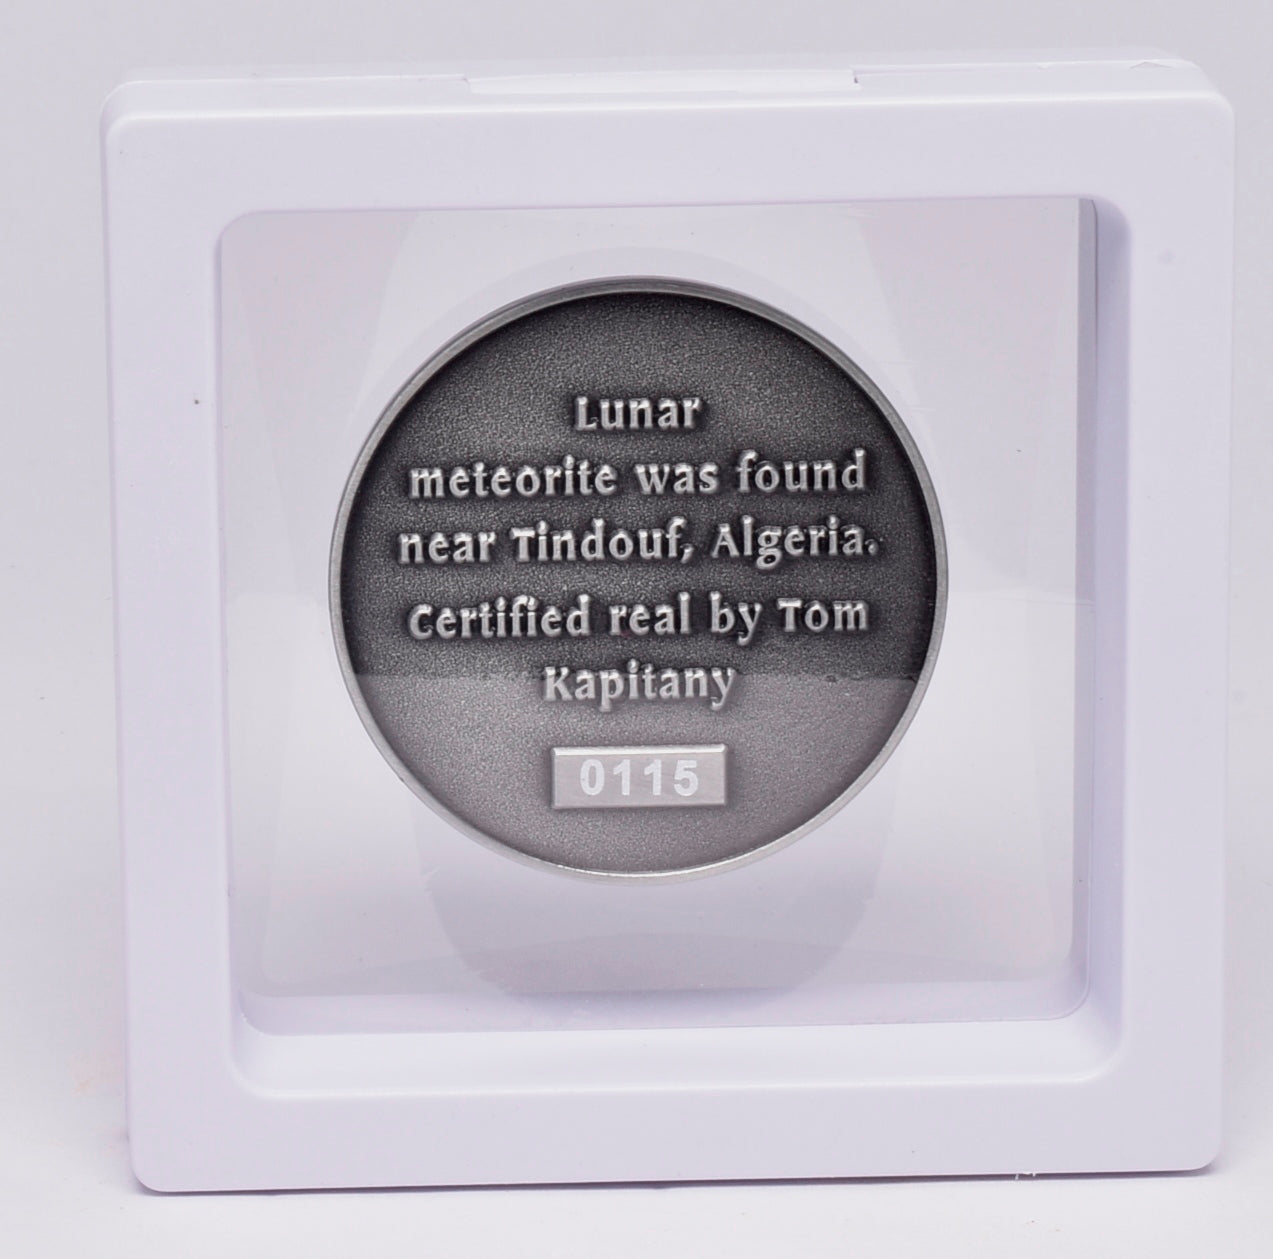 Lunar
meteorite was found
near Tindouf, Algeria.
Certified real by Tom
Kapitany
0115